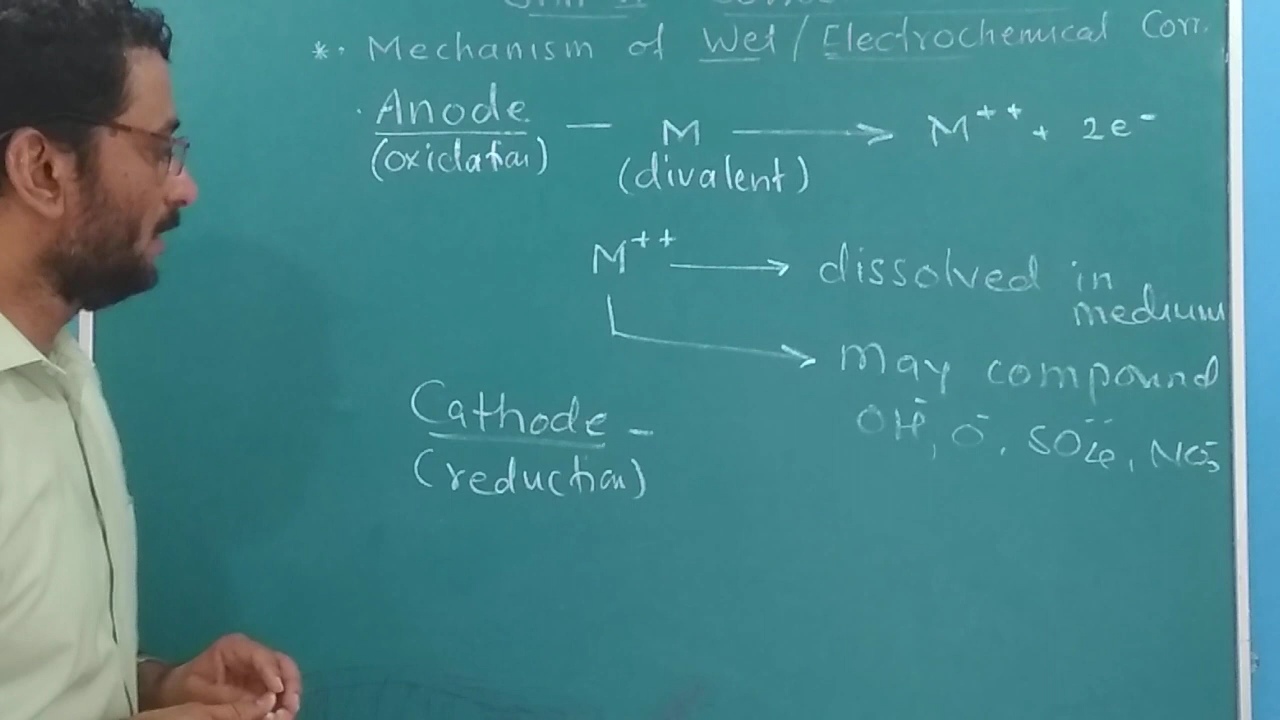 *. Mechanism of Wet / Electrochemical Corr.
. Anode — M ⟶ M⁺⁺ + 2e⁻
(oxidation) (divalent)
M⁺⁺ ⟶ dissolved in
medium
⟶ may compound
OH⁻, O⁻, SO₄⁻⁻, NO₃⁻
Cathode -
(reduction)